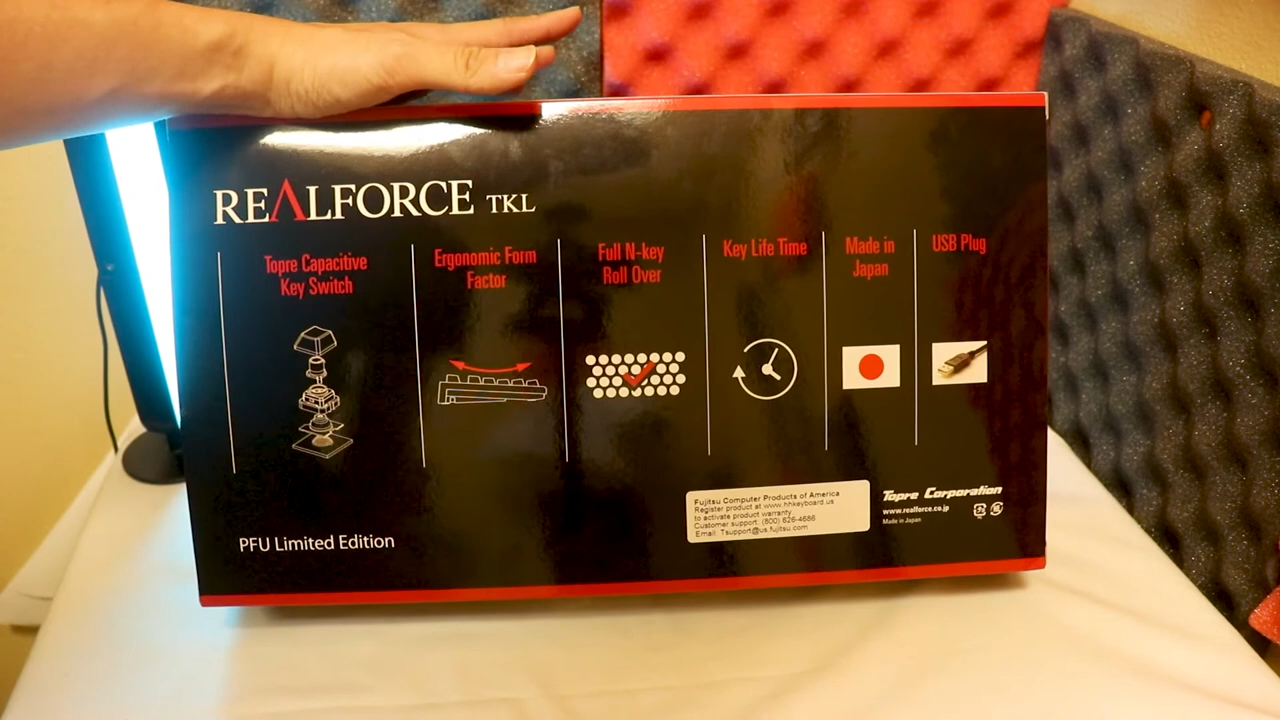 REALFORCE TKL
Topre Capacitive
Key Switch
Ergonomic Form
Factor
Full N-key
Roll Over
Key Life Time
Made in
Japan
USB Plug
PFU Limited Edition
Fujitsu Computer Products of America
Register product at www.hhkeyboard.us
to activate product warranty.
Customer support: (800) 626-4686
Email: Tsupport@us.fujitsu.com
Topre Corporation
www.realforce.co.jp
Made in Japan